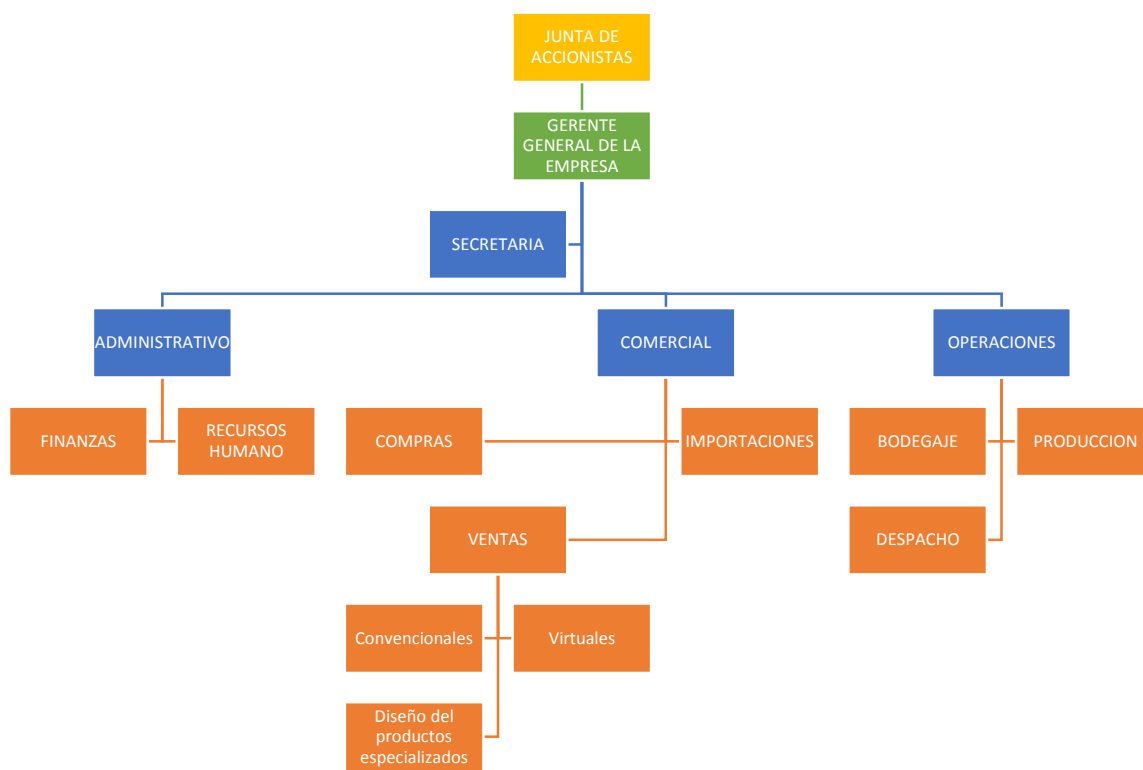 JUNTA DE
ACCIONISTAS
GERENTE
GENERAL DE LA
EMPRESA
SECRETARIA
ADMINISTRATIVO
COMERCIAL
OPERACIONES
FINANZAS
RECURSOS
HUMANO
COMPRAS
IMPORTACIONES
BODEGAJE
PRODUCCION
VENTAS
DESPACHO
Convencionales
Virtuales
Diseño del
productos
especializados